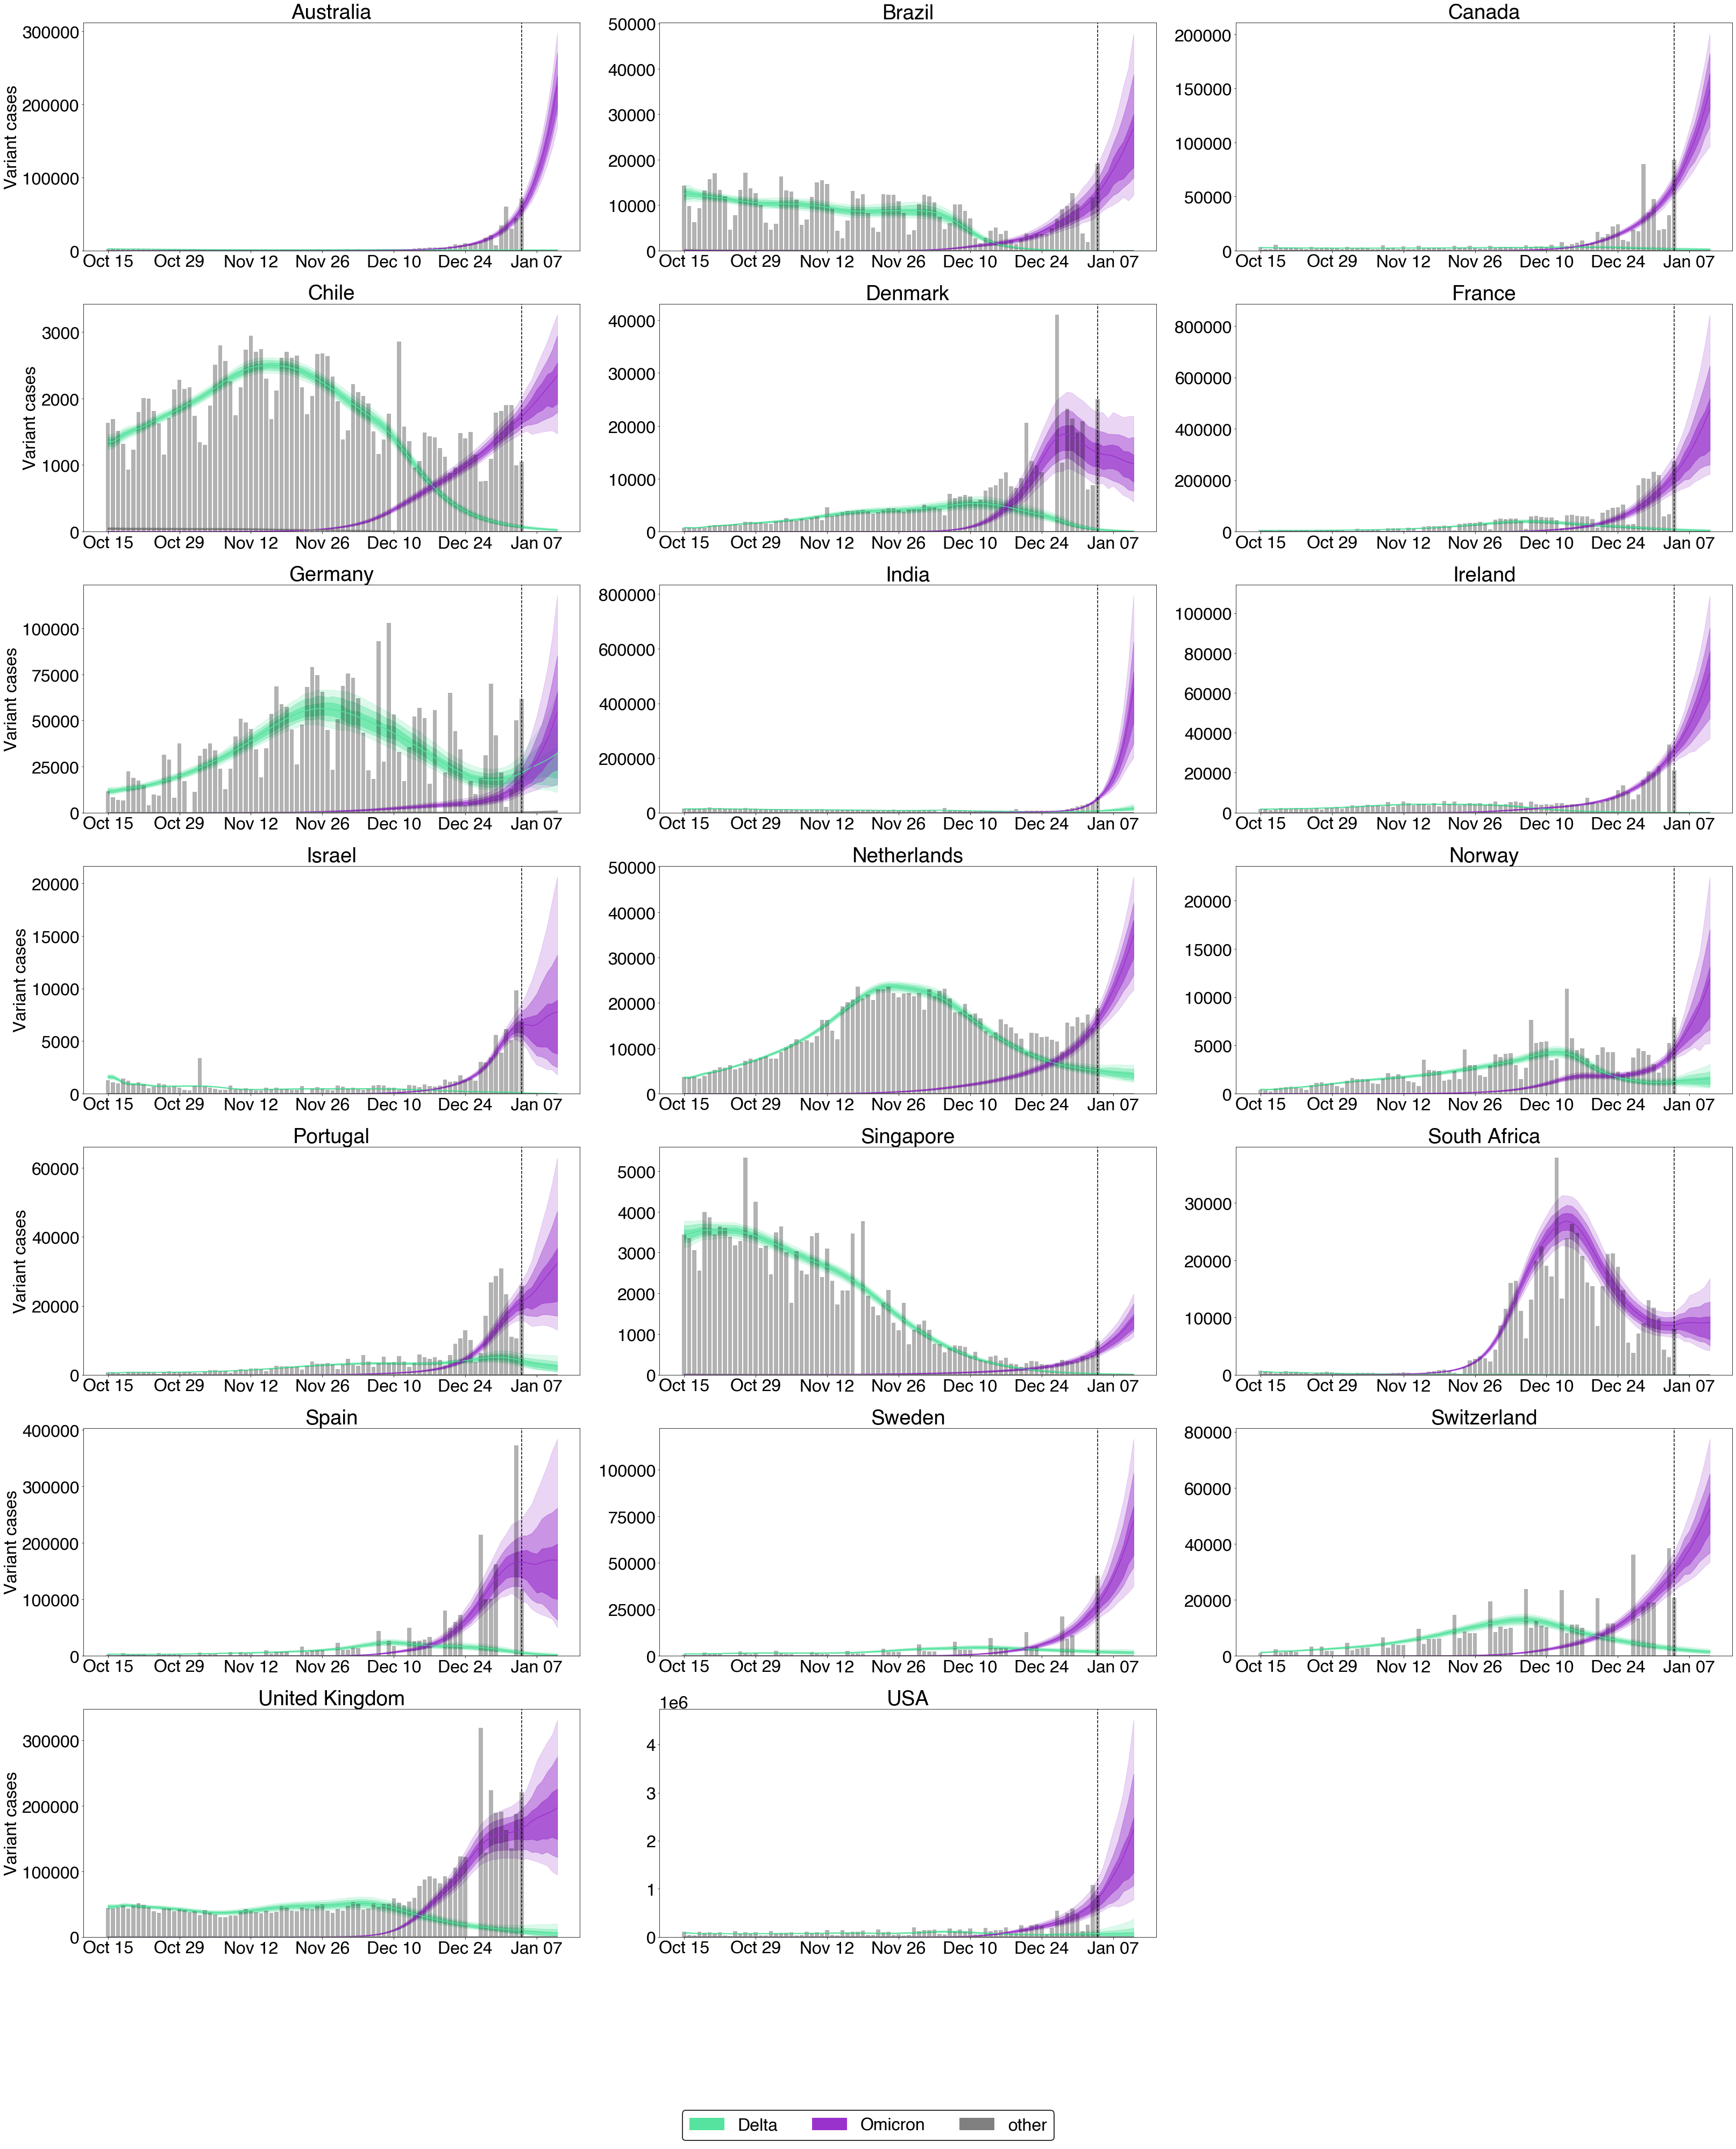 Australia
Variant cases
300000
200000
100000
0
Oct 15 Oct 29 Nov 12 Nov 26 Dec 10 Dec 24 Jan 07
Brazil
50000
40000
30000
20000
10000
0
Oct 15 Oct 29 Nov 12 Nov 26 Dec 10 Dec 24 Jan 07
Canada
200000
150000
100000
50000
0
Oct 15 Oct 29 Nov 12 Nov 26 Dec 10 Dec 24 Jan 07
Chile
Variant cases
3000
2000
1000
0
Oct 15 Oct 29 Nov 12 Nov 26 Dec 10 Dec 24 Jan 07
Denmark
40000
30000
20000
10000
0
Oct 15 Oct 29 Nov 12 Nov 26 Dec 10 Dec 24 Jan 07
France
800000
600000
400000
200000
0
Oct 15 Oct 29 Nov 12 Nov 26 Dec 10 Dec 24 Jan 07
Germany
Variant cases
100000
75000
50000
25000
0
Oct 15 Oct 29 Nov 12 Nov 26 Dec 10 Dec 24 Jan 07
India
800000
600000
400000
200000
0
Oct 15 Oct 29 Nov 12 Nov 26 Dec 10 Dec 24 Jan 07
Ireland
100000
80000
60000
40000
20000
0
Oct 15 Oct 29 Nov 12 Nov 26 Dec 10 Dec 24 Jan 07
Israel
Variant cases
20000
15000
10000
5000
0
Oct 15 Oct 29 Nov 12 Nov 26 Dec 10 Dec 24 Jan 07
Netherlands
50000
40000
30000
20000
10000
0
Oct 15 Oct 29 Nov 12 Nov 26 Dec 10 Dec 24 Jan 07
Norway
20000
15000
10000
5000
0
Oct 15 Oct 29 Nov 12 Nov 26 Dec 10 Dec 24 Jan 07
Portugal
Variant cases
60000
40000
20000
0
Oct 15 Oct 29 Nov 12 Nov 26 Dec 10 Dec 24 Jan 07
Singapore
5000
4000
3000
2000
1000
0
Oct 15 Oct 29 Nov 12 Nov 26 Dec 10 Dec 24 Jan 07
South Africa
30000
20000
10000
0
Oct 15 Oct 29 Nov 12 Nov 26 Dec 10 Dec 24 Jan 07
Spain
Variant cases
400000
300000
200000
100000
0
Oct 15 Oct 29 Nov 12 Nov 26 Dec 10 Dec 24 Jan 07
Sweden
100000
75000
50000
25000
0
Oct 15 Oct 29 Nov 12 Nov 26 Dec 10 Dec 24 Jan 07
Switzerland
80000
60000
40000
20000
0
Oct 15 Oct 29 Nov 12 Nov 26 Dec 10 Dec 24 Jan 07
United Kingdom
Variant cases
300000
200000
100000
0
Oct 15 Oct 29 Nov 12 Nov 26 Dec 10 Dec 24 Jan 07
USA
1e6
4
3
2
1
0
Oct 15 Oct 29 Nov 12 Nov 26 Dec 10 Dec 24 Jan 07
Delta Omicron other